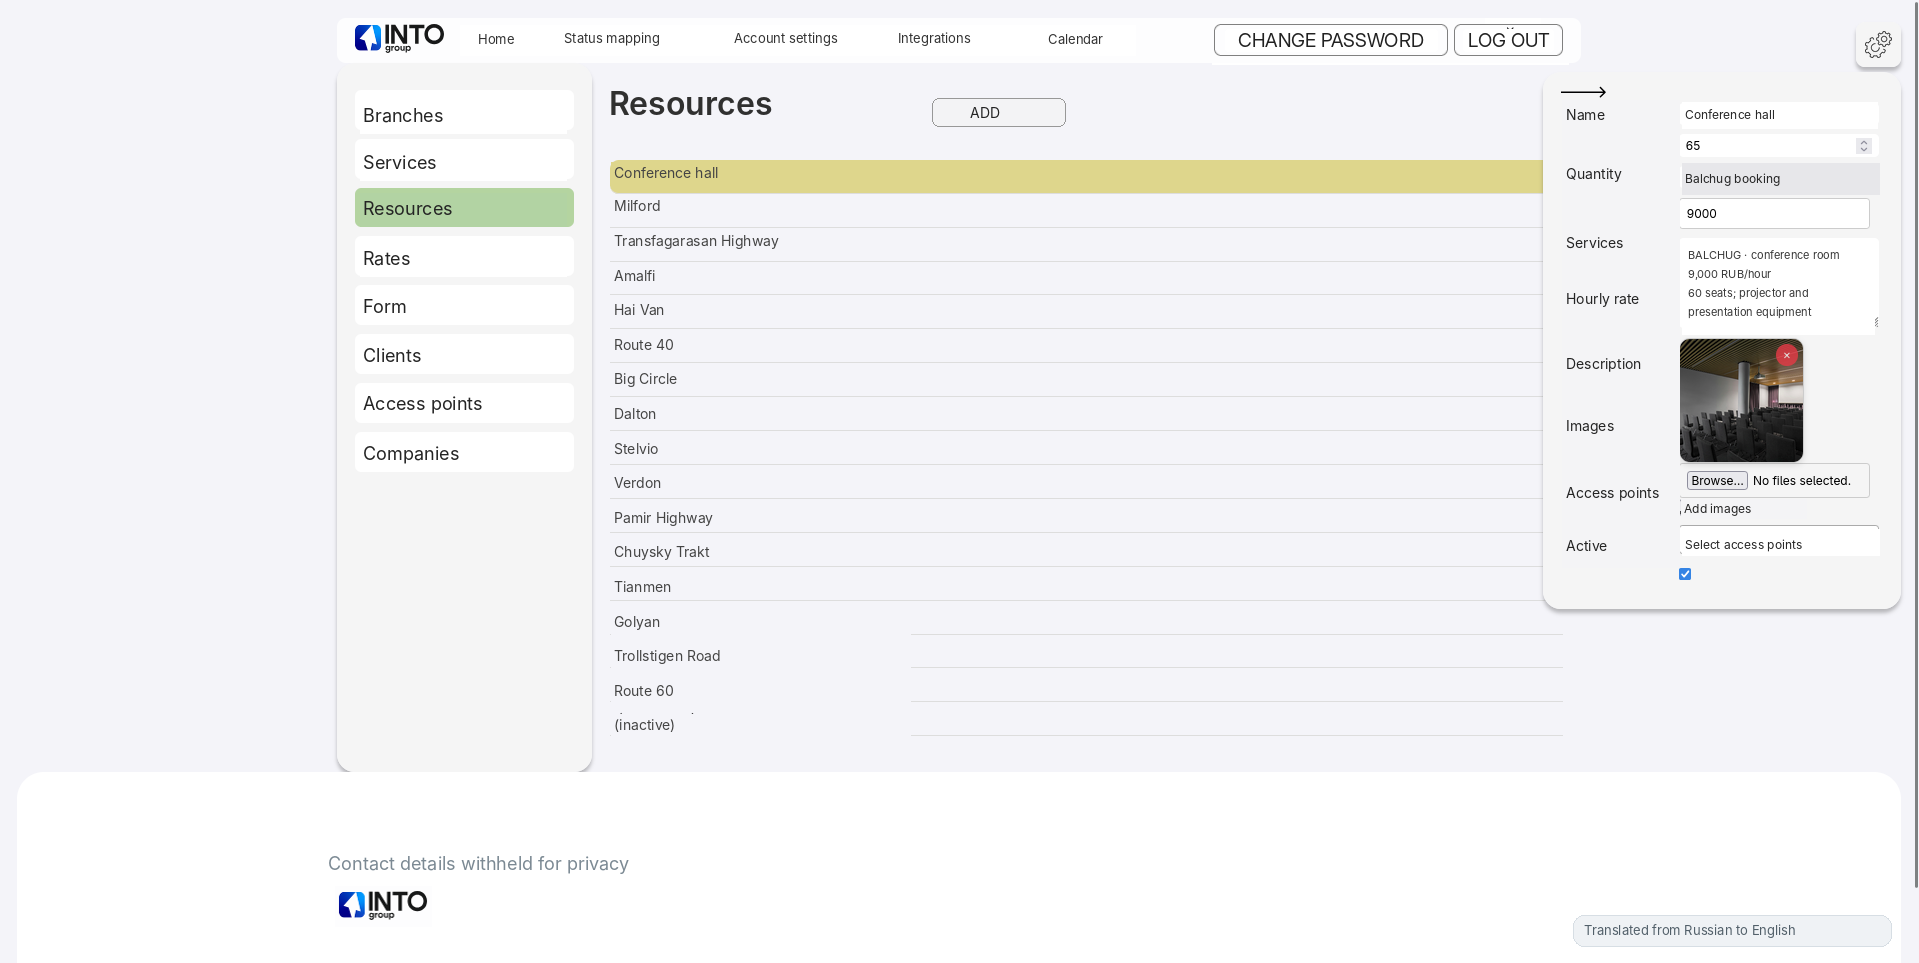 INTO
group
Home
Status mapping
Account settings
Integrations
Calendar
CHANGE PASSWORD
LOG OUT
Branches
Services
Resources
Rates
Form
Clients
Access points
Companies
Resources
ADD
Conference hall
Milford
Transfagarasan Highway
Amalfi
Hai Van
Route 40
Big Circle
Dalton
Stelvio
Verdon
Pamir Highway
Chuysky Trakt
Tianmen
Golyan
Trollstigen Road
Route 60
(inactive)
Name
Conference hall
65
Quantity
Balchug booking
9000
Services
BALCHUG · conference room
9,000 RUB/hour
Hourly rate
60 seats; projector and
presentation equipment
Description
×
Images
Browse...
No files selected.
Access points
Add images
Active
Select access points
Contact details withheld for privacy
INTO
group
Translated from Russian to English